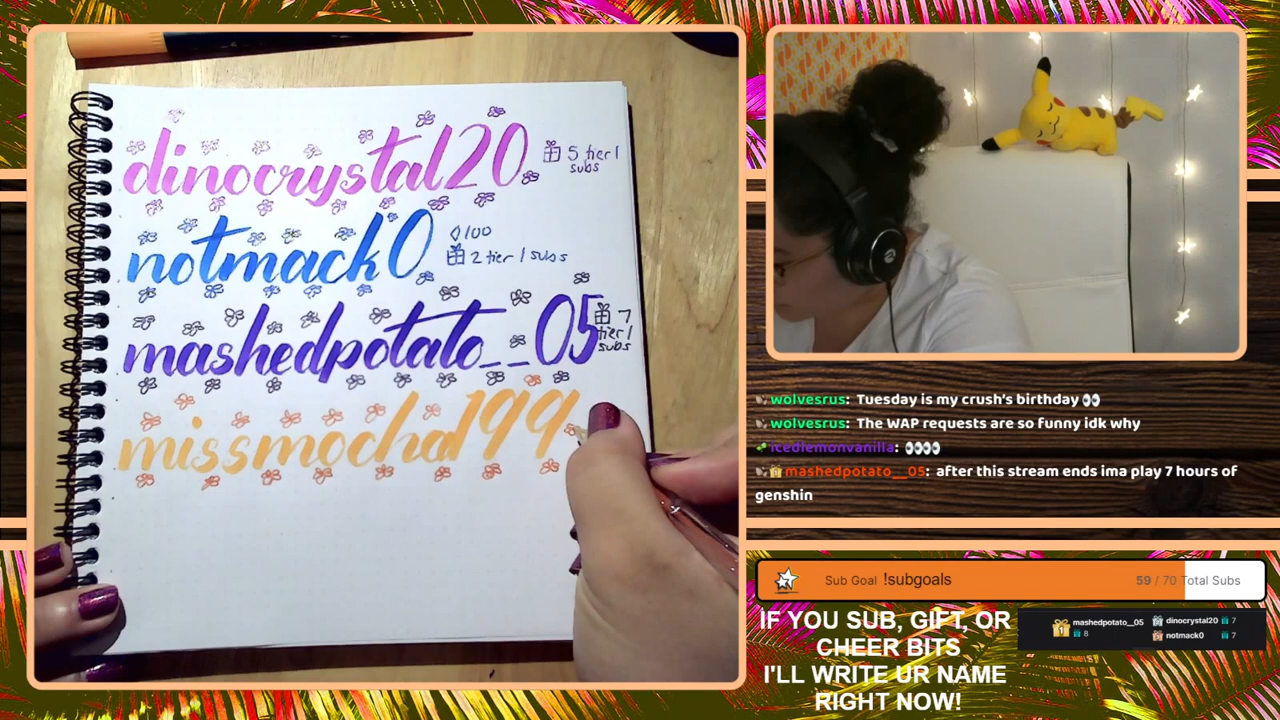 dinocrystal20
5 tier 1
subs
notmack0
◊100
2 tier 1 subs
mashedpotato__05
7
tier 1
subs
missmocha199
wolvesrus: Tuesday is my crush's birthday 👀
wolvesrus: The WAP requests are so funny idk why
icedlemonvanilla: 👀👀
mashedpotato__05: after this stream ends ima play 7 hours of
genshin
Sub Goal !subgoals 59 / 70 Total Subs
IF YOU SUB, GIFT, OR
CHEER BITS
I'LL WRITE UR NAME
RIGHT NOW!
1 mashedpotato__05
8
dinocrystal20 7
notmack0 7